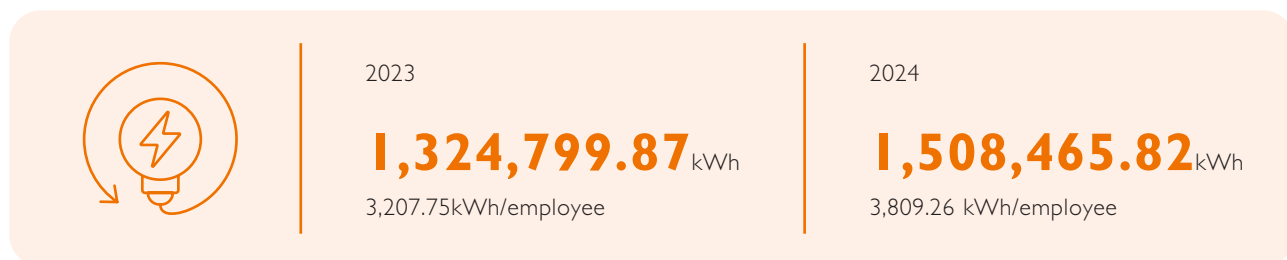 2023
1,324,799.87kWh
3,207.75kWh/employee
2024
1,508,465.82kWh
3,809.26 kWh/employee